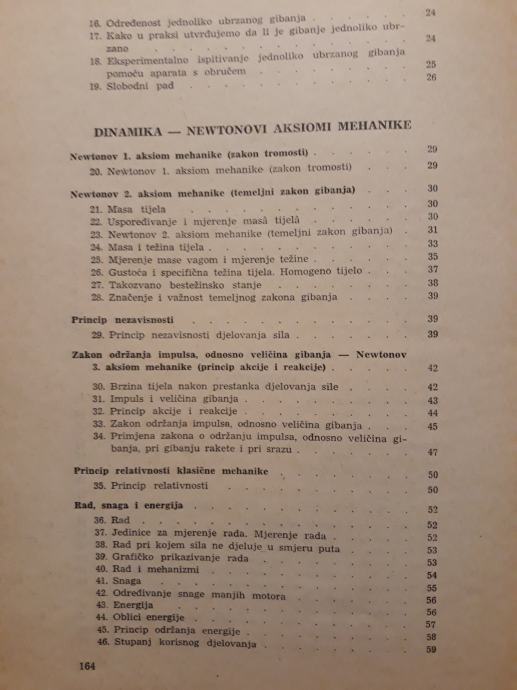 16. Određenost jednoliko ubrzanog gibanja . . . . . . . 24
17. Kako u praksi utvrđujemo da li je gibanje jednoliko ubr-
zano . . . . . . . . . . . . 24
18. Eksperimentalno ispitivanje jednoliko ubrzanog gibanja
pomoću aparata s obručem . . . . . . . . 25
19. Slobodni pad . . . . . . . . . . . 26
DINAMIKA — NEWTONOVI AKSIOMI MEHANIKE
Newtonov 1. aksiom mehanike (zakon tromosti) . . . . . . 29
20. Newtonov 1. aksiom mehanike (zakon tromosti) . . . . 29
Newtonov 2. aksiom mehanike (temeljni zakon gibanja) . . . 30
21. Masa tijela . . . . . . . . . . . 30
22. Uspoređivanje i mjerenje masâ tijelâ . . . . . . 30
23. Newtonov 2. aksiom mehanike (temeljni zakon gibanja) . 31
24. Masa i težina tijela . . . . . . . . . . 33
25. Mjerenje mase vagom i mjerenje težine . . . . . . 35
26. Gustoća i specifična težina tijela. Homogeno tijelo . . . 37
27. Takozvano bestežinsko stanje . . . . . . . 38
28. Značenje i važnost temeljnog zakona gibanja . . . . 39
Princip nezavisnosti . . . . . . . . . . . 39
29. Princip nezavisnosti djelovanja sila . . . . . . . 39
Zakon održanja impulsa, odnosno veličina gibanja — Newtonov
3. aksiom mehanike (princip akcije i reakcije) . . . . . 42
30. Brzina tijela nakon prestanka djelovanja sile . . . . 42
31. Impuls i veličina gibanja . . . . . . . . . 43
32. Princip akcije i reakcije . . . . . . . . . 44
33. Zakon održanja impulsa, odnosno veličina gibanja . . . 45
34. Primjena zakona o održanju impulsa, odnosno veličina gi-
banja, pri gibanju rakete i pri srazu . . . . . . 47
Princip relativnosti klasične mehanike . . . . . . . 50
35. Princip relativnosti . . . . . . . . . 50
Rad, snaga i energija . . . . . . . . . . . 52
36. Rad . . . . . . . . . . . . . 52
37. Jedinice za mjerenje rada. Mjerenje rada . . . . . 52
38. Rad pri kojem sila ne djeluje u smjeru puta . . . . 53
39. Grafičko prikazivanje rada . . . . . . . . 53
40. Rad i mehanizmi . . . . . . . . . . 54
41. Snaga . . . . . . . . . . . . 55
42. Određivanje snage manjih motora . . . . . . . 56
43. Energija . . . . . . . . . . . . 56
44. Oblici energije . . . . . . . . . . . 57
45. Princip održanja energije . . . . . . . . . 58
46. Stupanj korisnog djelovanja . . . . . . . . 59
164